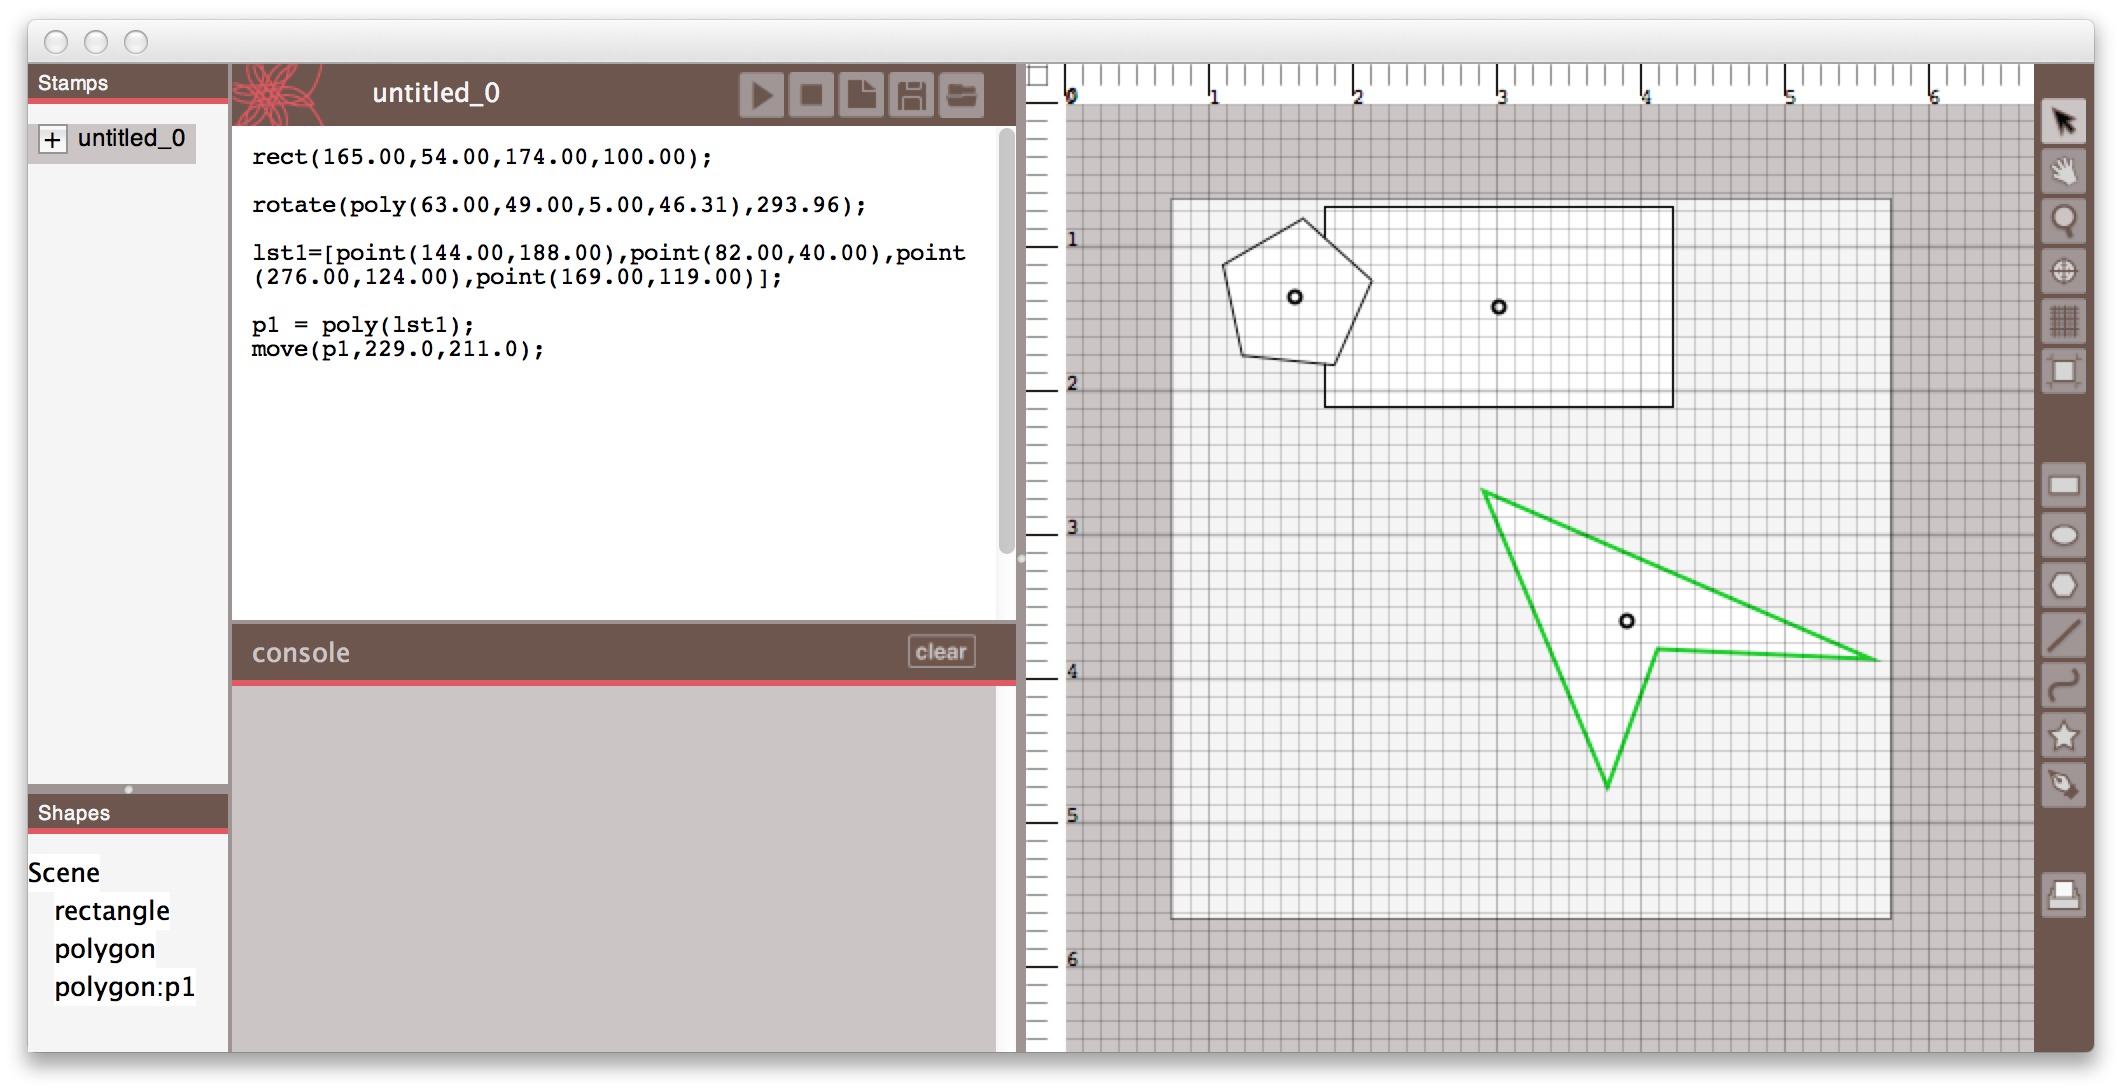 Stamps
+ untitled_0
untitled_0
rect(165.00,54.00,174.00,100.00);
rotate(poly(63.00,49.00,5.00,46.31),293.96);
lst1=[point(144.00,188.00),point(82.00,40.00),point
(276.00,124.00),point(169.00,119.00)];
p1 = poly(lst1);
move(p1,229.0,211.0);
console
clear
Shapes
Scene
rectangle
polygon
polygon:p1
0 1 2 3 4 5 6
1
2
3
4
5
6